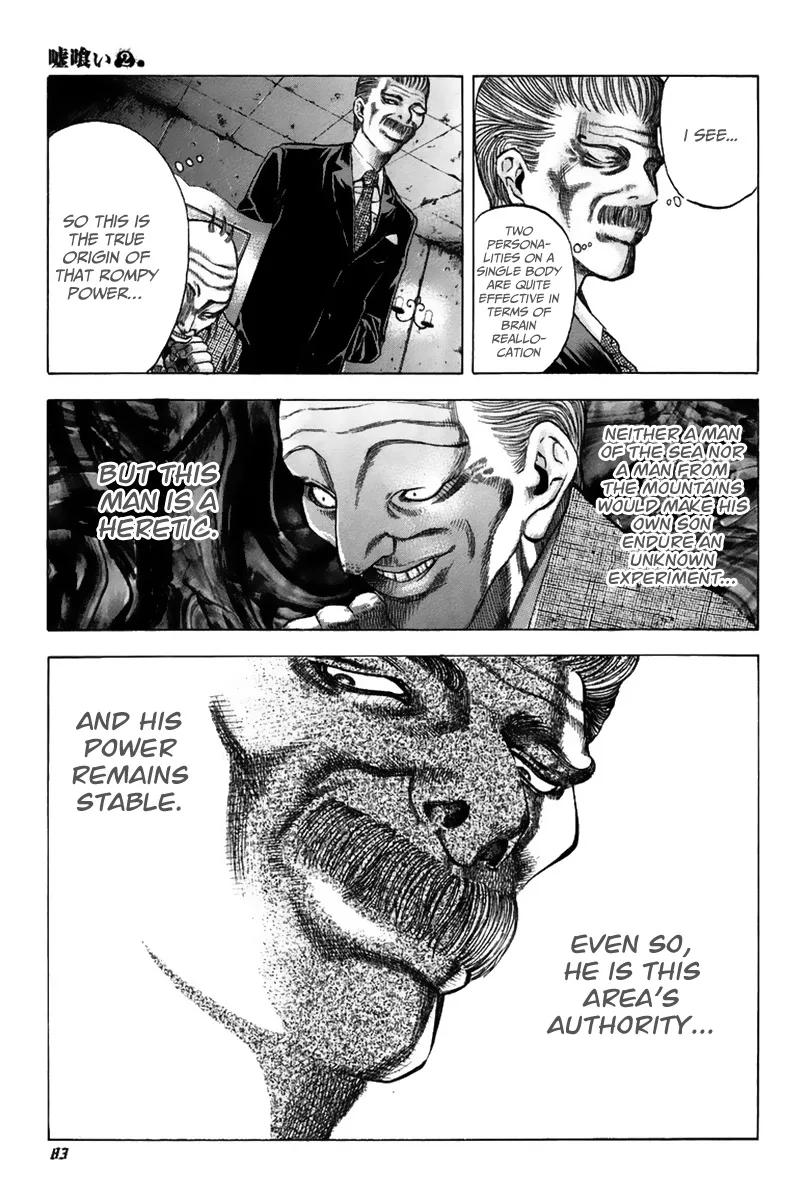 嘘喰い 2.
I SEE...
TWO
PERSONA-
LITIES ON A
SINGLE BODY
ARE QUITE
EFFECTIVE IN
TERMS OF
BRAIN
REALLO-
CATION
SO THIS IS
THE TRUE
ORIGIN OF
THAT ROMPY
POWER...
NEITHER A MAN
OF THE SEA NOR
A MAN FROM
THE MOUNTAINS
WOULD MAKE HIS
OWN SON
ENDURE AN
UNKNOWN
EXPERIMENT...
BUT THIS
MAN IS A
HERETIC.
AND HIS
POWER
REMAINS
STABLE.
EVEN SO,
HE IS THIS
AREA'S
AUTHORITY...
83